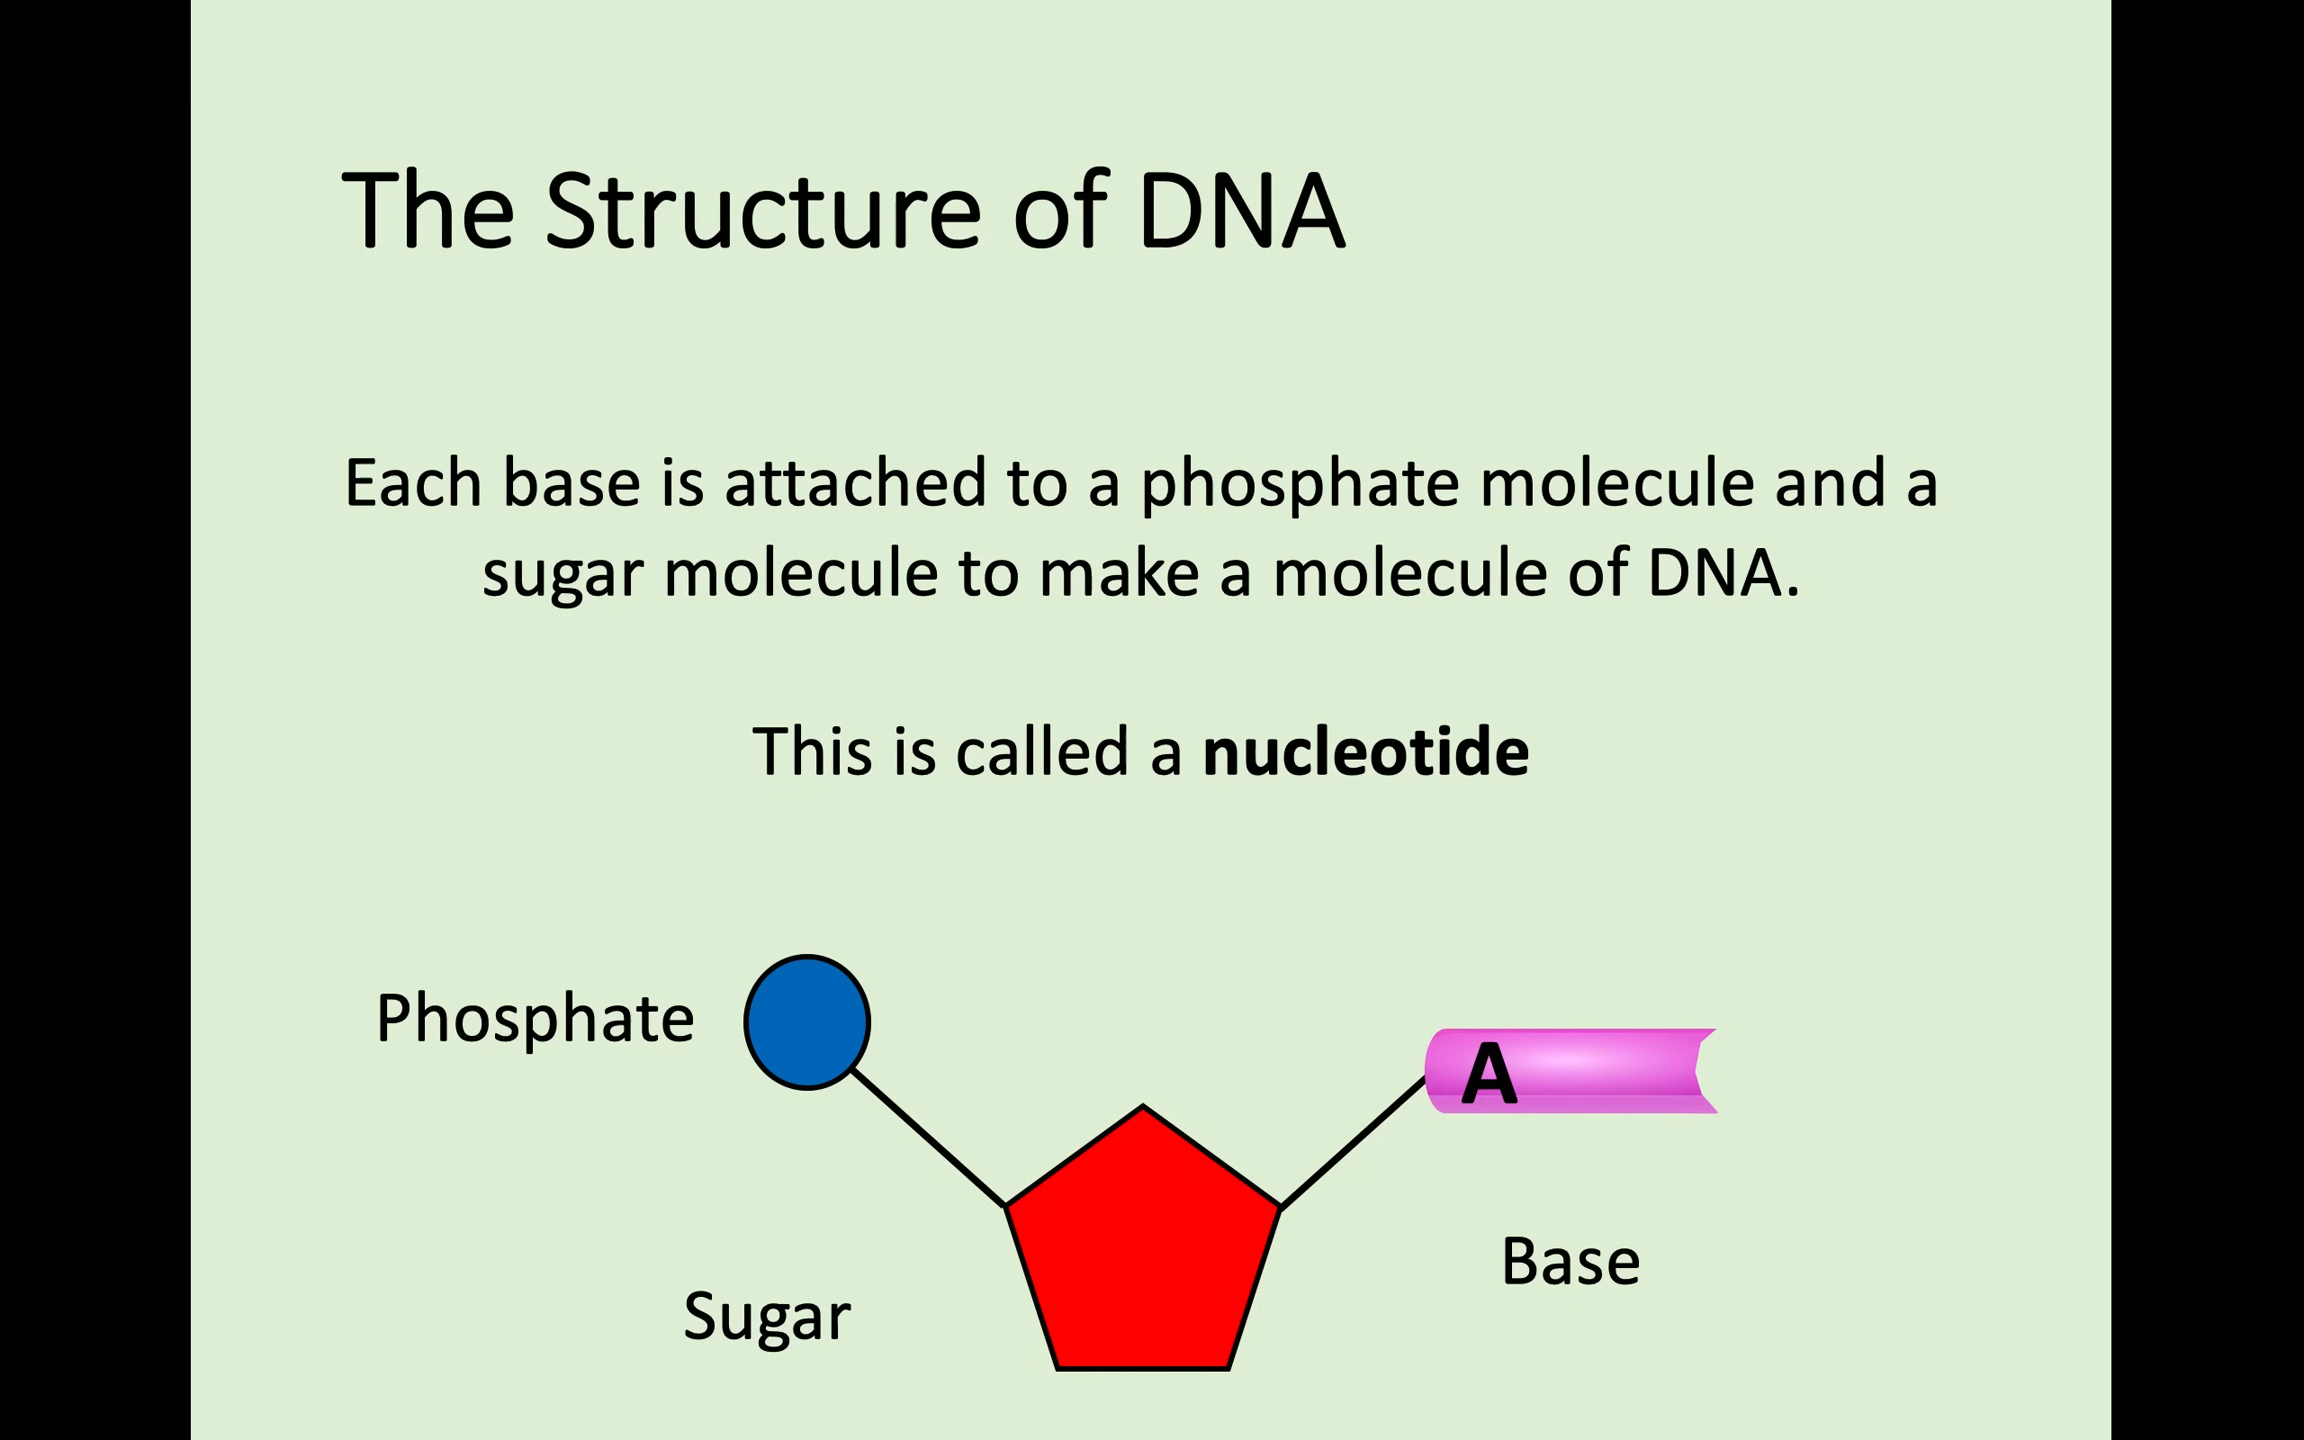 The Structure of DNA
Each base is attached to a phosphate molecule and a
sugar molecule to make a molecule of DNA.
This is called a nucleotide
Phosphate
A
Base
Sugar